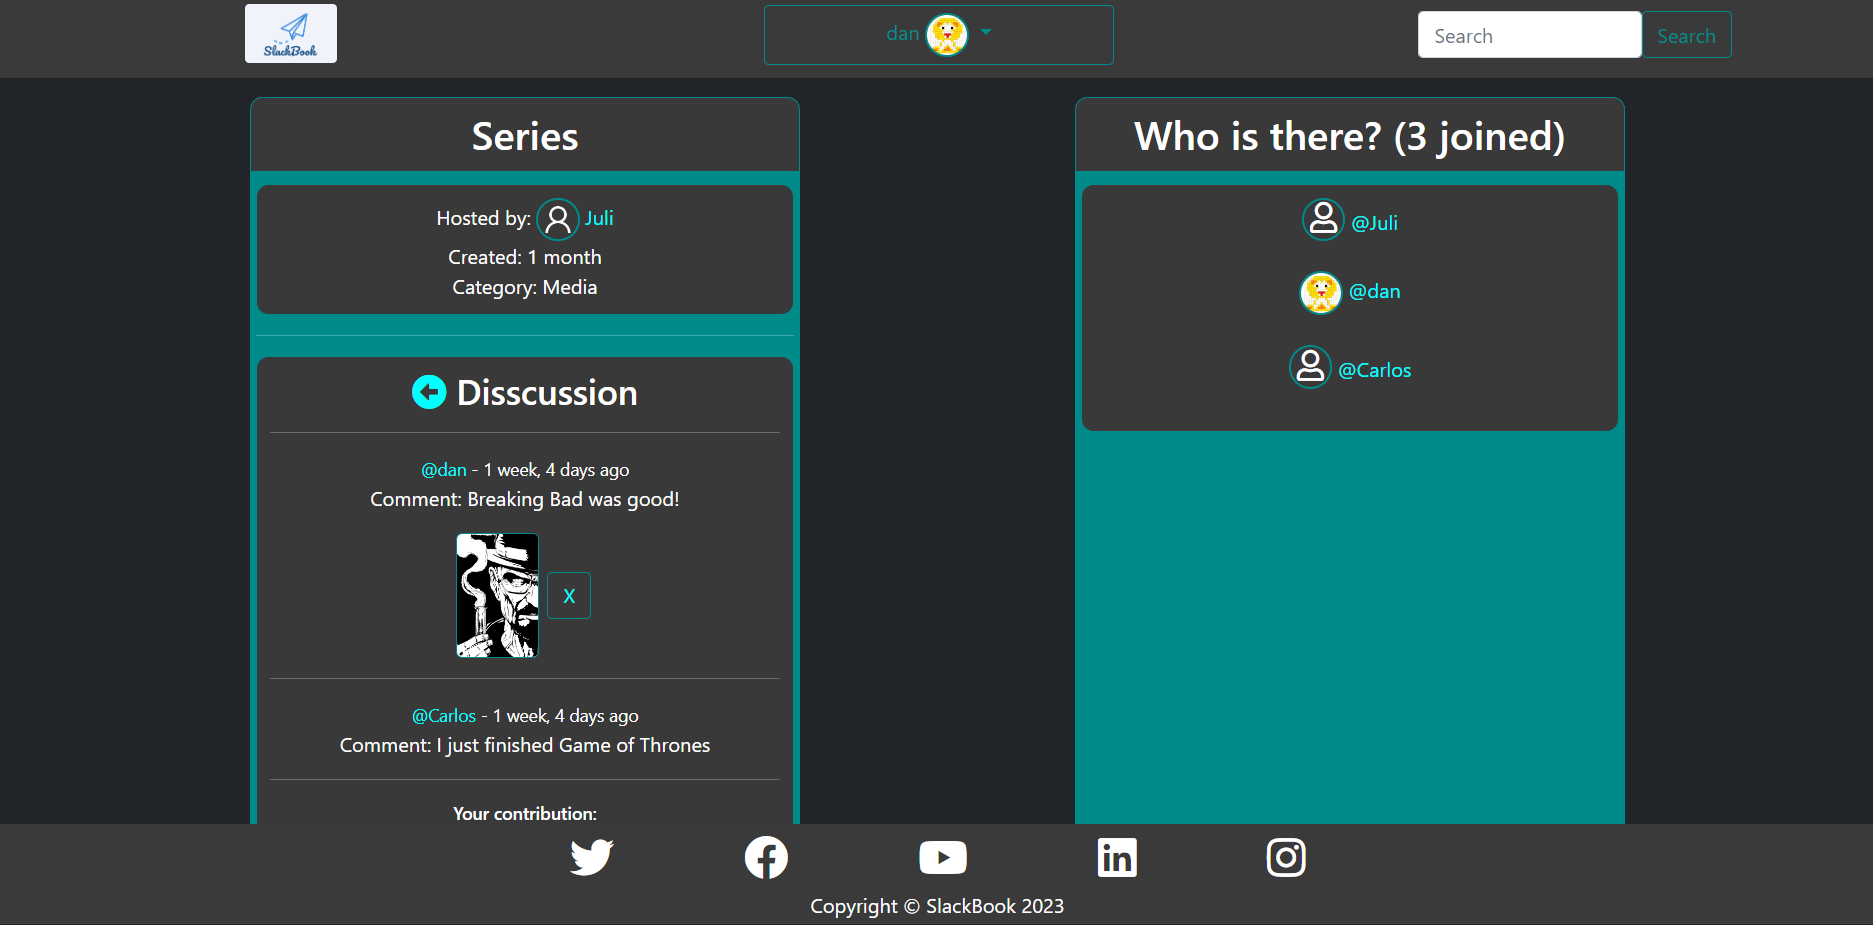 SlackBook
dan
Search
Search
Series
Hosted by: Juli
Created: 1 month
Category: Media
Disscussion
@dan - 1 week, 4 days ago
Comment: Breaking Bad was good!
X
@Carlos - 1 week, 4 days ago
Comment: I just finished Game of Thrones
Your contribution:
Who is there? (3 joined)
@Juli
@dan
@Carlos
Copyright © SlackBook 2023